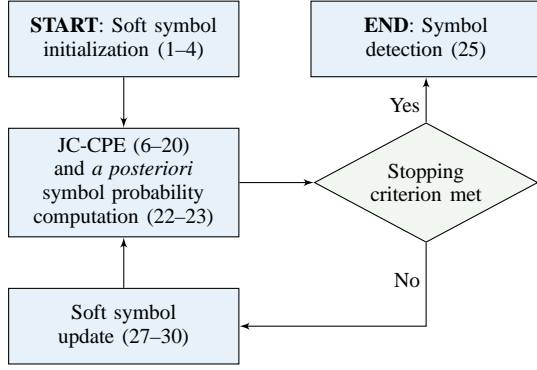 START: Soft symbol
initialization (1–4)
END: Symbol
detection (25)
Yes
JC-CPE (6–20)
and a posteriori
symbol probability
computation (22–23)
Stopping
criterion met
No
Soft symbol
update (27–30)